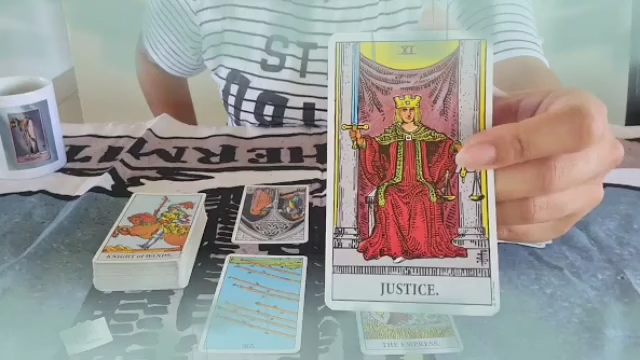 ST
HERMIT
XI
KNIGHT of WANDS.
JUSTICE.
THE EMPRESS.